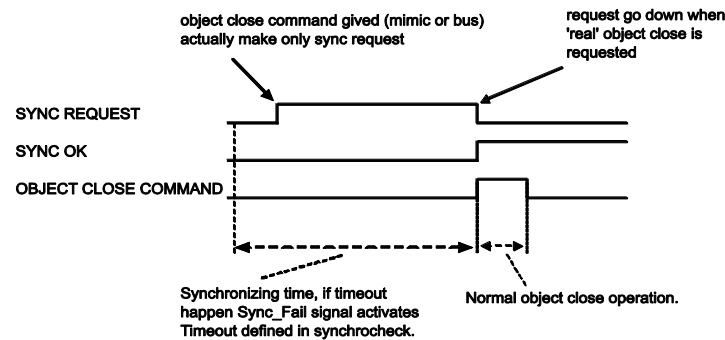 object close command gived (mimic or bus)
actually make only sync request
request go down when
'real' object close is
requested
SYNC REQUEST
SYNC OK
OBJECT CLOSE COMMAND
Synchronizing time, if timeout
happen Sync_Fail signal activates
Timeout defined in synchrocheck.
Normal object close operation.